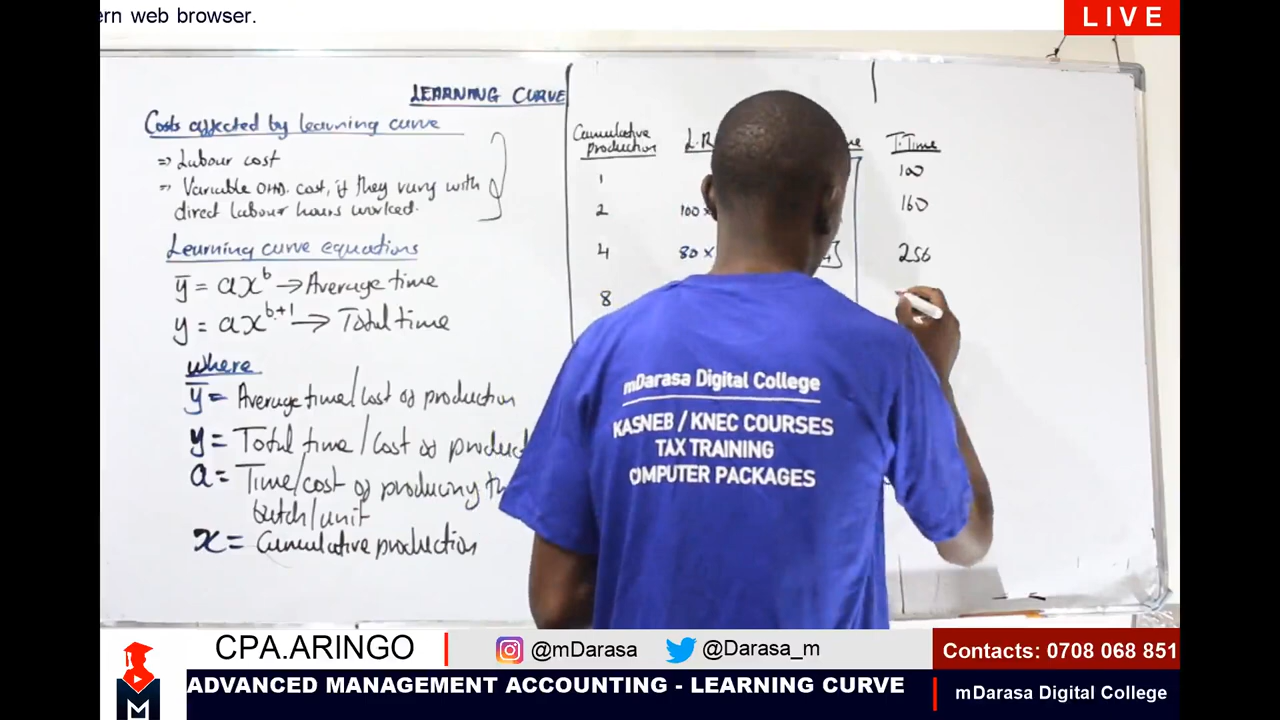 ern web browser.
LIVE
LEARNING CURVE
Costs affected by learning curve
⇒ Labour cost
⇒ Variable OHD. cost, if they vary with
direct labour hours worked.
Learning curve equations
ȳ = ax^b → Average time
y = ax^b+1 → Total time
where
ȳ = Average time/cost of production
y = Total time/cost of product
a = Time/cost of producing th
batch/unit
x = Cumulative production
Cumulative
production
L.R
T.Time
1
100
2
100 ×
160
4
80 ×
256
8
mDarasa Digital College
KASNEB / KNEC COURSES
TAX TRAINING
COMPUTER PACKAGES
CPA.ARINGO
@mDarasa
@Darasa_m
Contacts: 0708 068 851
ADVANCED MANAGEMENT ACCOUNTING - LEARNING CURVE
mDarasa Digital College